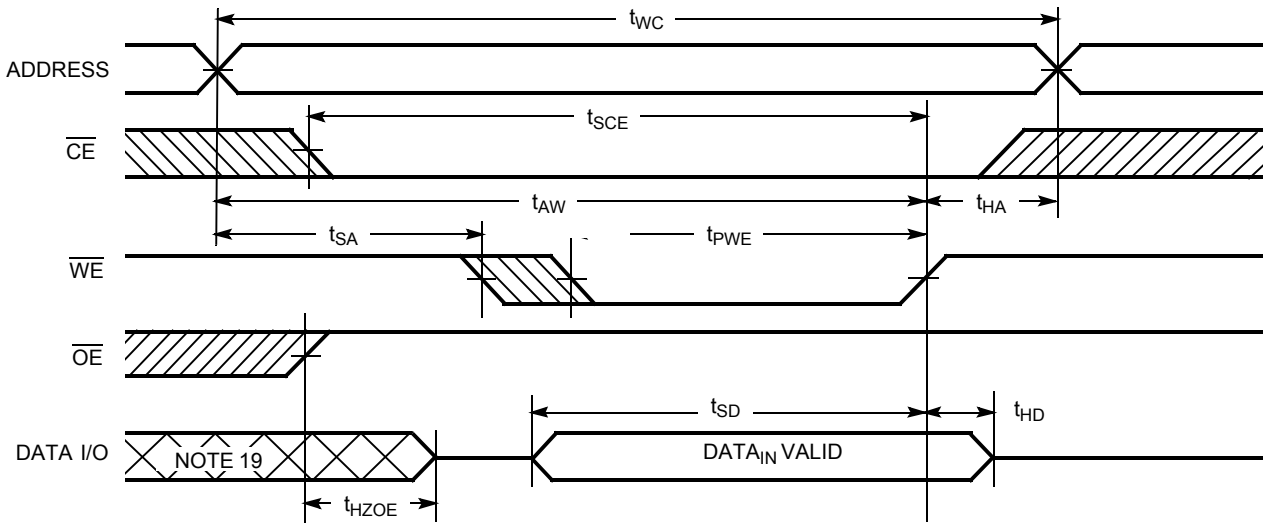 tWC
ADDRESS
tSCE
CE
tAW
tHA
tSA
tPWE
WE
OE
tSD
tHD
DATA I/O
NOTE 19
DATAIN VALID
tHZOE